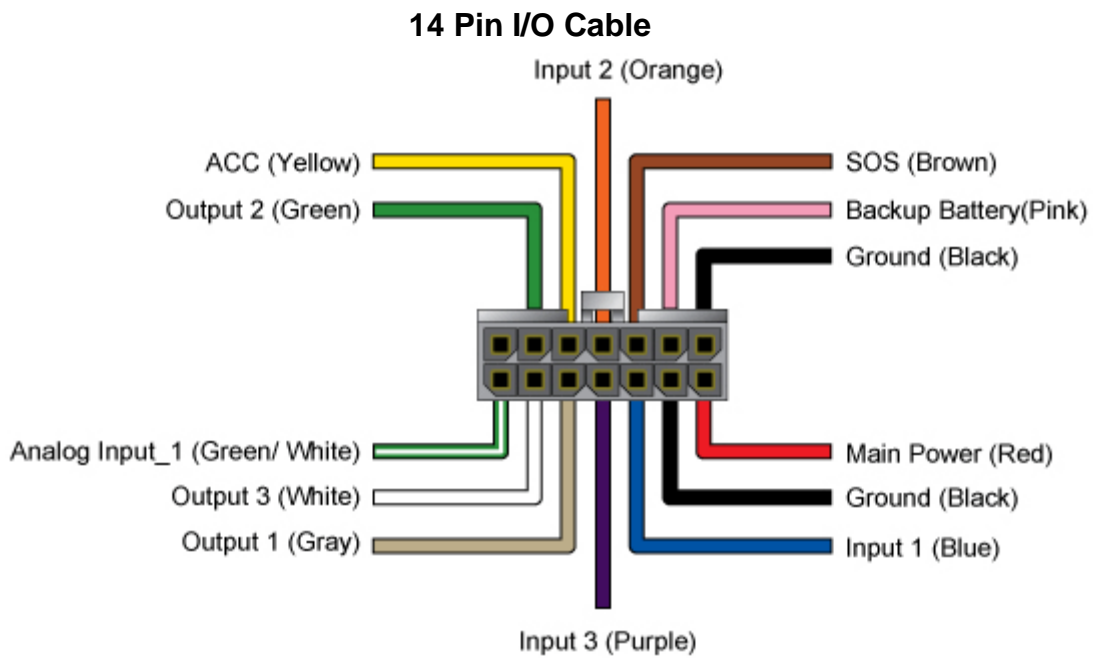 14 Pin I/O Cable
Input 2 (Orange)
ACC (Yellow)
SOS (Brown)
Output 2 (Green)
Backup Battery(Pink)
Ground (Black)
Analog Input_1 (Green/ White)
Main Power (Red)
Output 3 (White)
Ground (Black)
Output 1 (Gray)
Input 1 (Blue)
Input 3 (Purple)